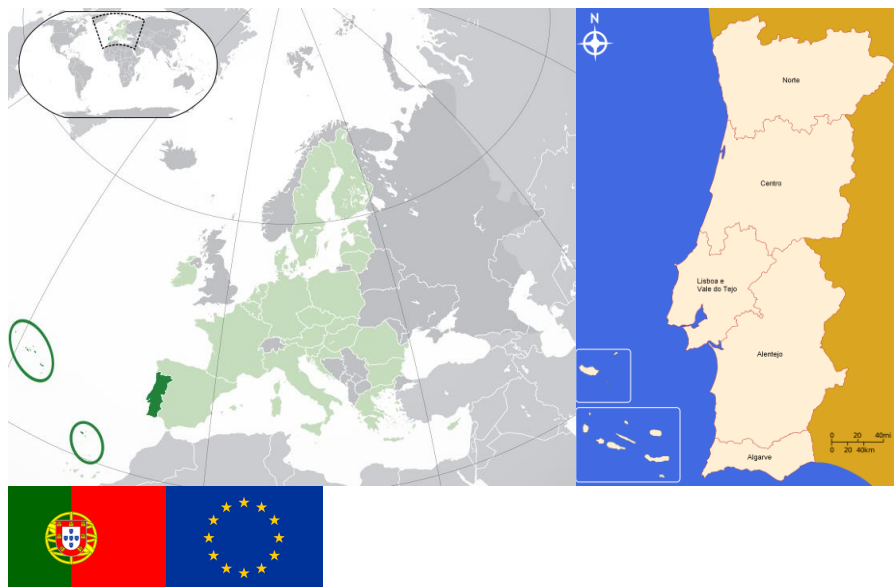 N
Norte
Centro
Lisboa e
Vale do Tejo
Alentejo
Algarve
0 20 40mi
0 20 40km